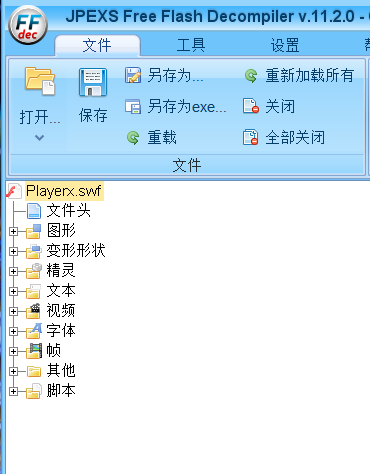 FF
dec
JPEXS Free Flash Decompiler v.11.2.0 -
文件 工具 设置
打开... 保存 另存为... 重新加载所有
另存为exe... 关闭
重载 全部关闭
文件
Playerx.swf
文件头
图形
变形形状
精灵
文本
视频
字体
帧
其他
脚本